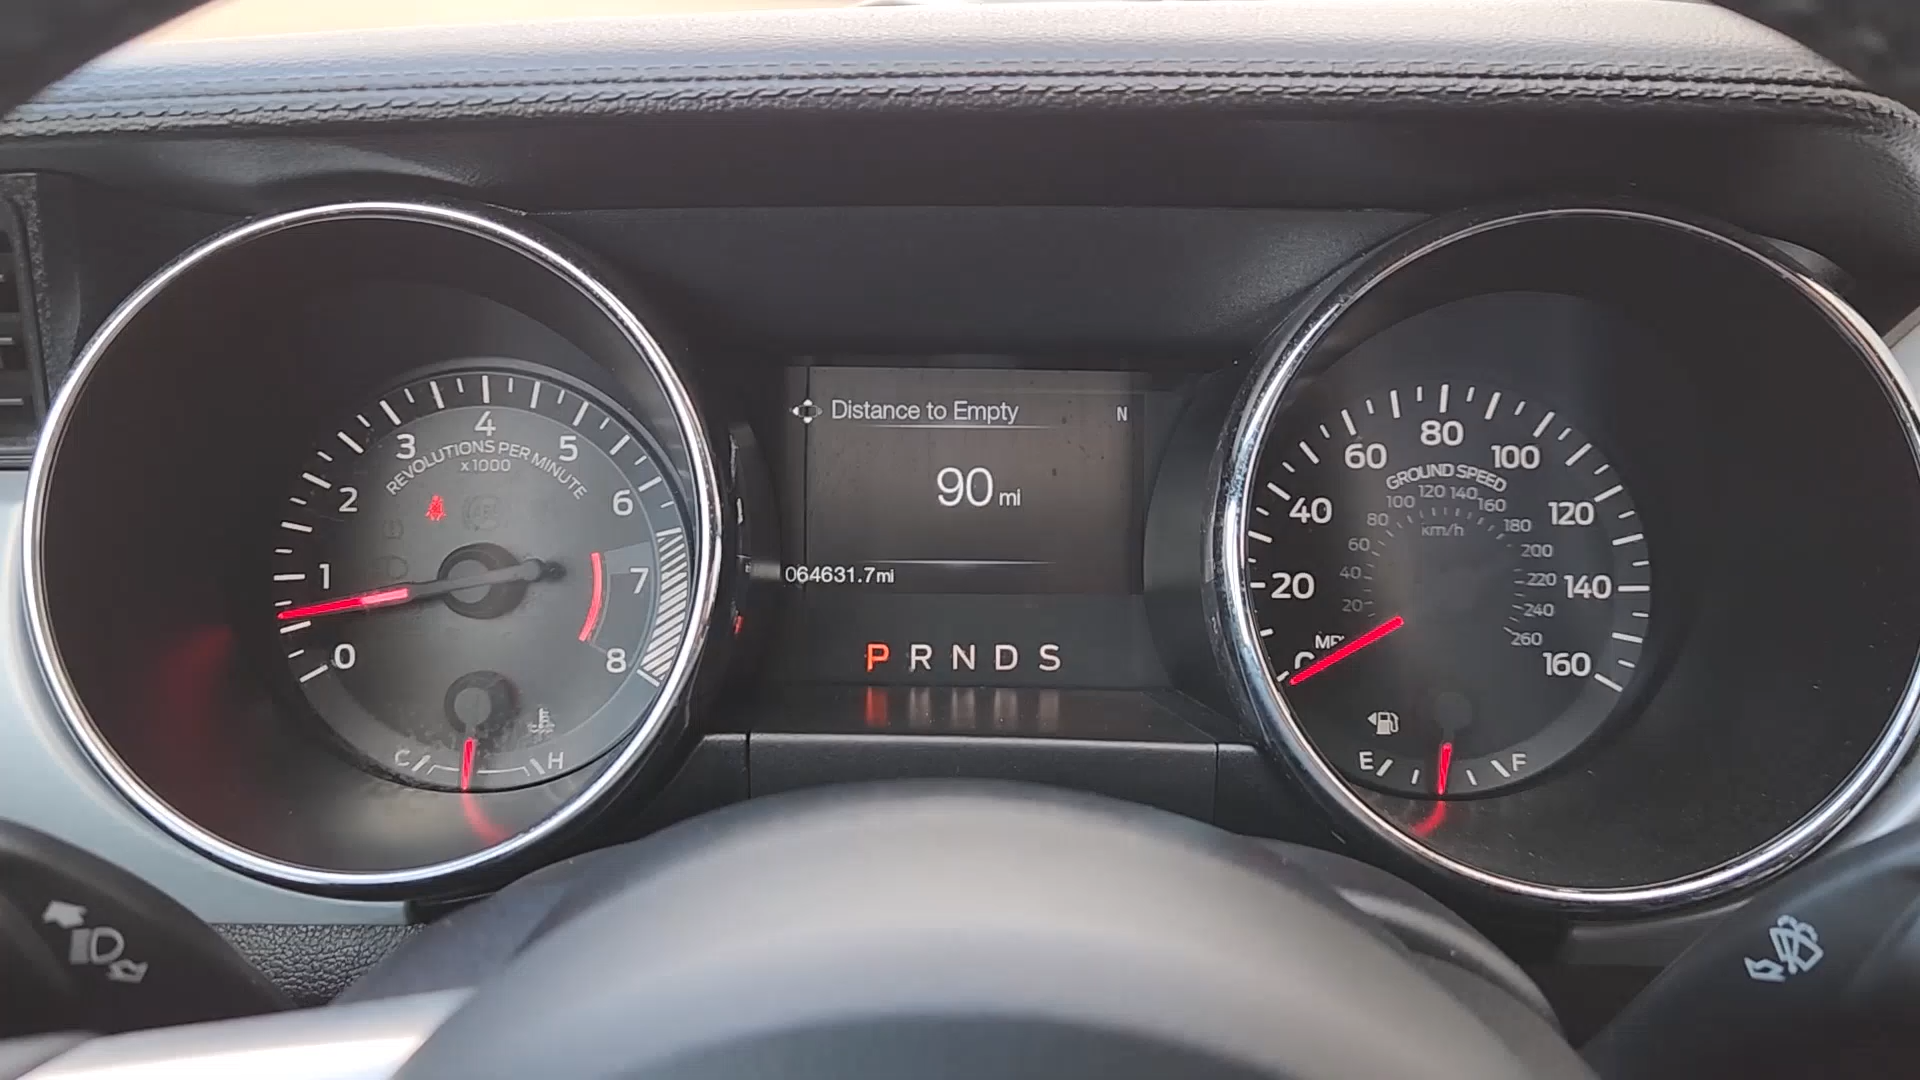 0 1 2 3 4 5 6 7 8
REVOLUTIONS PER MINUTE
x1000
C H
Distance to Empty N
90 mi
064631.7mi
P R N D S
20 40 60 80 100 120 140 160
GROUND SPEED
20 40 60 80 100 120 140 160 180 200 220 240 260
km/h
E F